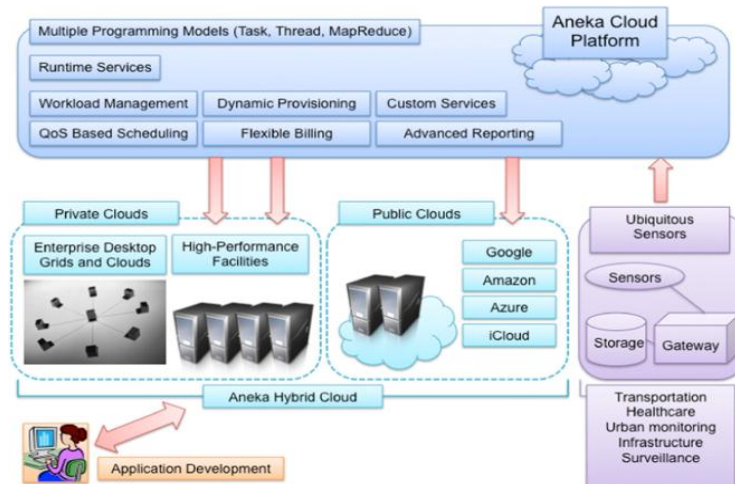 Multiple Programming Models (Task, Thread, MapReduce)
Aneka Cloud
Platform
Runtime Services
Workload Management
Dynamic Provisioning
Custom Services
QoS Based Scheduling
Flexible Billing
Advanced Reporting
Private Clouds
Enterprise Desktop
Grids and Clouds
High-Performance
Facilities
Public Clouds
Google
Amazon
Azure
iCloud
Aneka Hybrid Cloud
Application Development
Ubiquitous
Sensors
Sensors
Storage
Gateway
Transportation
Healthcare
Urban monitoring
Infrastructure
Surveillance